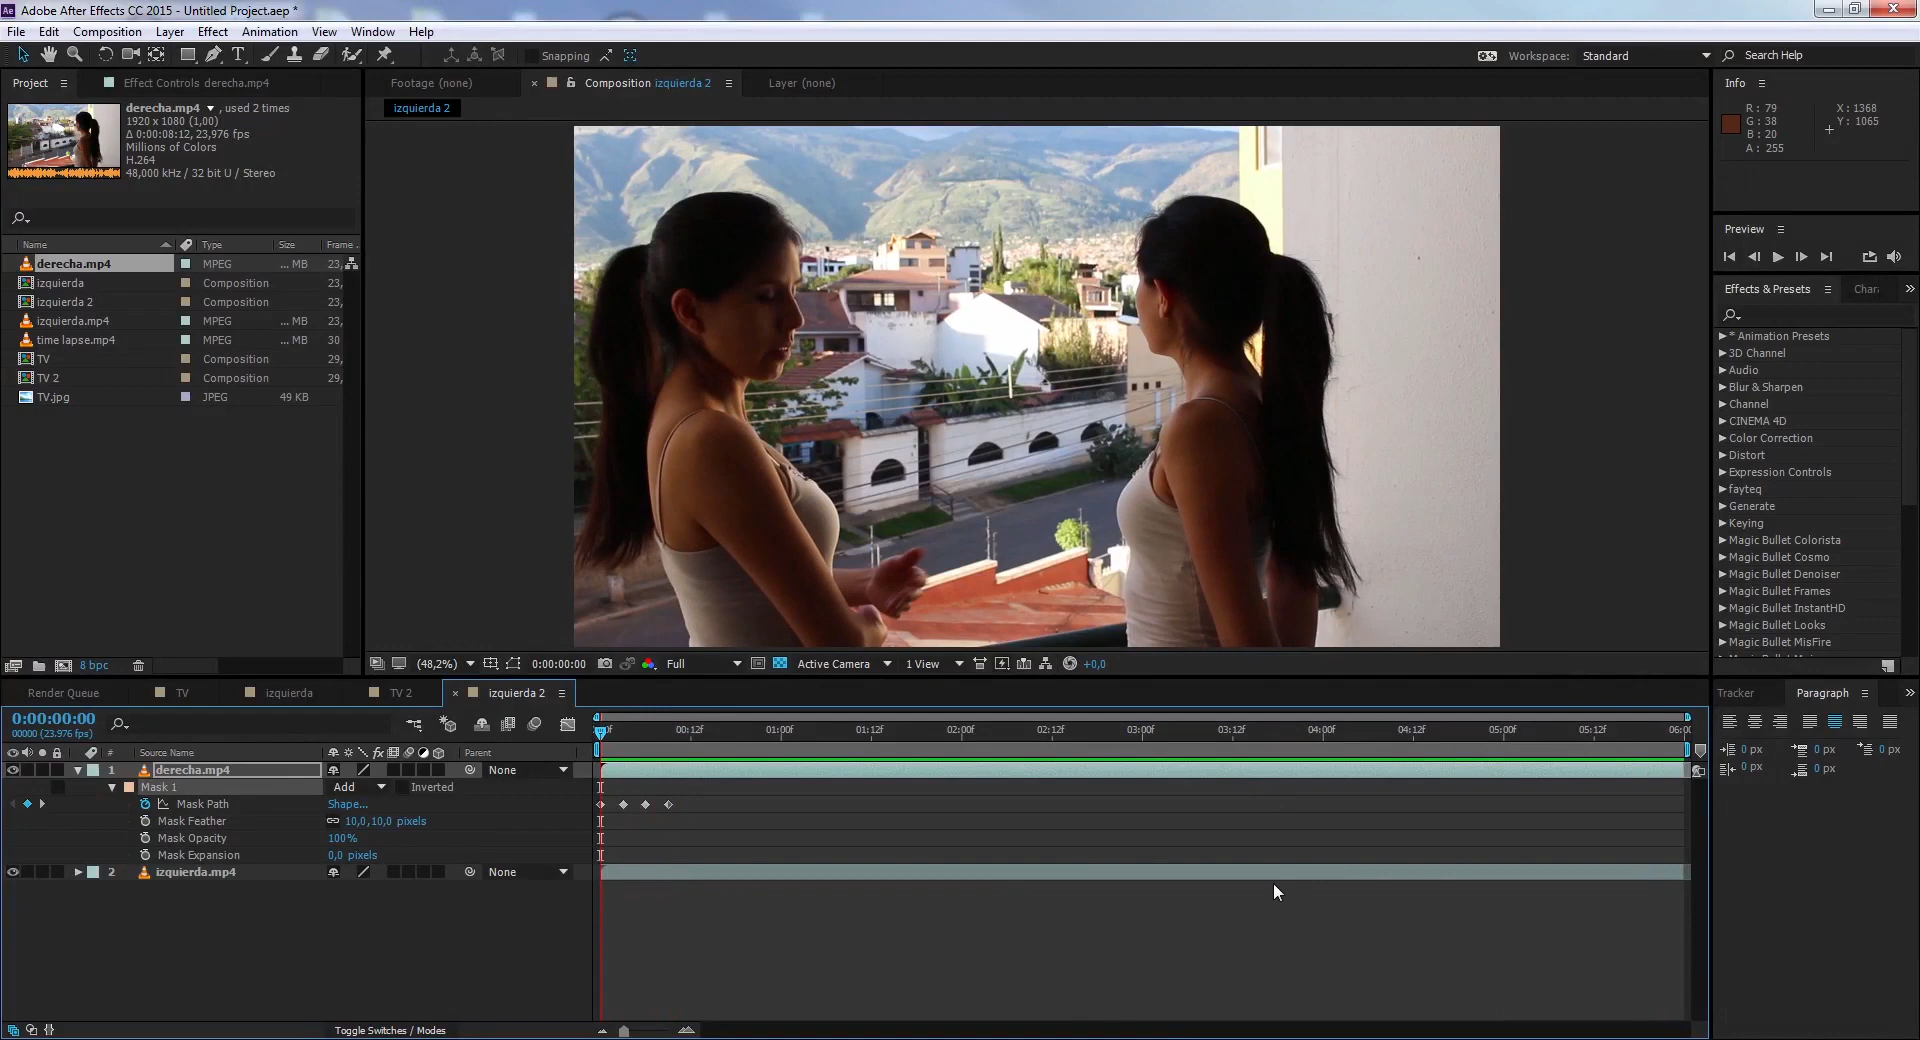 Adobe After Effects CC 2015 - Untitled Project.aep *
File Edit Composition Layer Effect Animation View Window Help
Snapping
Workspace: Standard
Search Help
Project
Effect Controls derecha.mp4
derecha.mp4 , used 2 times
1920 x 1080 (1,00)
Δ 0:00:08:12, 23,976 fps
Millions of Colors
H.264
48,000 kHz / 32 bit U / Stereo
Name Type Size Frame
derecha.mp4 MPEG ... MB 23,
izquierda Composition 23,
izquierda 2 Composition 23,
izquierda.mp4 MPEG ... MB 23,
time lapse.mp4 MPEG ... MB 30
TV Composition 29,
TV 2 Composition 29,
TV.jpg JPEG 49 KB
8 bpc
Footage (none)
Composition izquierda 2
Layer (none)
izquierda 2
(48,2%) 0:00:00:00 Full Active Camera 1 View +0,0
Info
R : 79
G : 38
B : 20
A : 255
X : 1368
Y : 1065
Preview
Effects & Presets
Chara
* Animation Presets
3D Channel
Audio
Blur & Sharpen
Channel
CINEMA 4D
Color Correction
Distort
Expression Controls
fayteq
Generate
Keying
Magic Bullet Colorista
Magic Bullet Cosmo
Magic Bullet Denoiser
Magic Bullet Frames
Magic Bullet InstantHD
Magic Bullet Looks
Magic Bullet MisFire
Render Queue TV izquierda TV 2 izquierda 2
0:00:00:00
00000 (23.976 fps)
00:12f 01:00f 01:12f 02:00f 02:12f 03:00f 03:12f 04:00f 04:12f 05:00f 05:12f 06:00
# Source Name fx Parent
1 derecha.mp4 None
Mask 1 Add Inverted
Mask Path Shape...
Mask Feather 10,0,10,0 pixels
Mask Opacity 100%
Mask Expansion 0,0 pixels
2 izquierda.mp4 None
Toggle Switches / Modes
Tracker
Paragraph
0 px 0 px 0 px
0 px 0 px